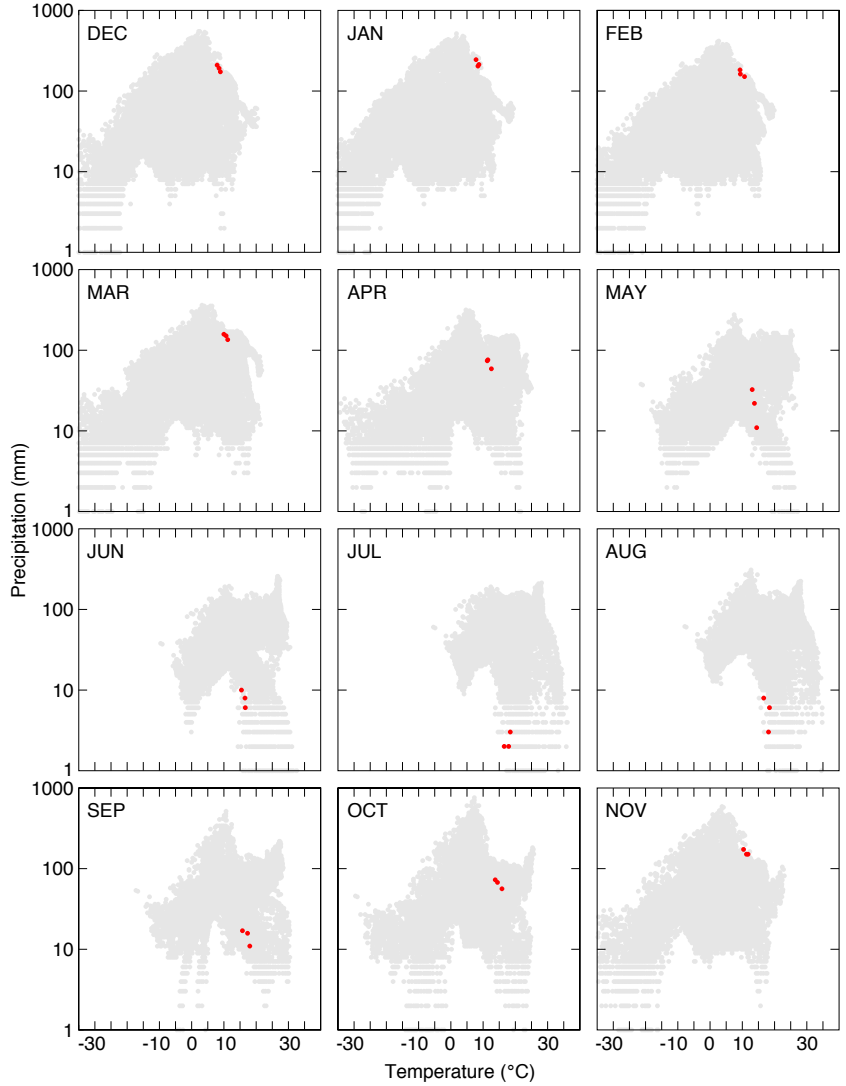 1000
DEC
JAN
FEB
100
10
1
1000
MAR
APR
MAY
100
10
1
Precipitation (mm)
1000
JUN
JUL
AUG
100
10
1
1000
SEP
OCT
NOV
100
10
1
-30 -10 0 10 30 -30 -10 0 10 30 -30 -10 0 10 30
Temperature (°C)